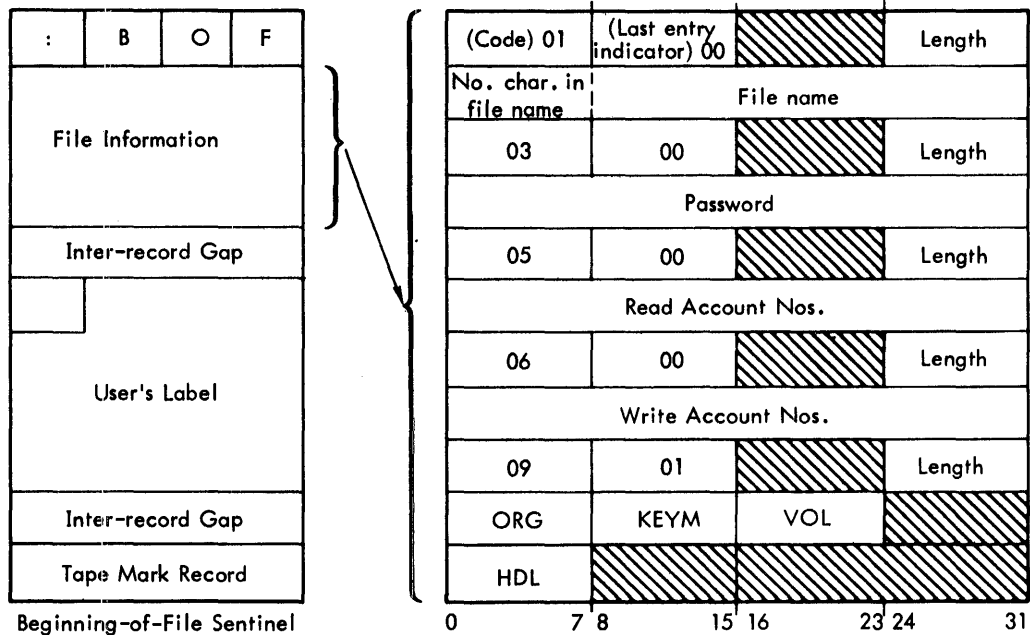 : B O F
File Information
Inter-record Gap
User's Label
Inter-record Gap
Tape Mark Record
Beginning-of-File Sentinel
(Code) 01 (Last entry indicator) 00 Length
No. char. in file name File name
03 00 Length
Password
05 00 Length
Read Account Nos.
06 00 Length
Write Account Nos.
09 01 Length
ORG KEYM VOL
HDL
0 7 8 15 16 23 24 31